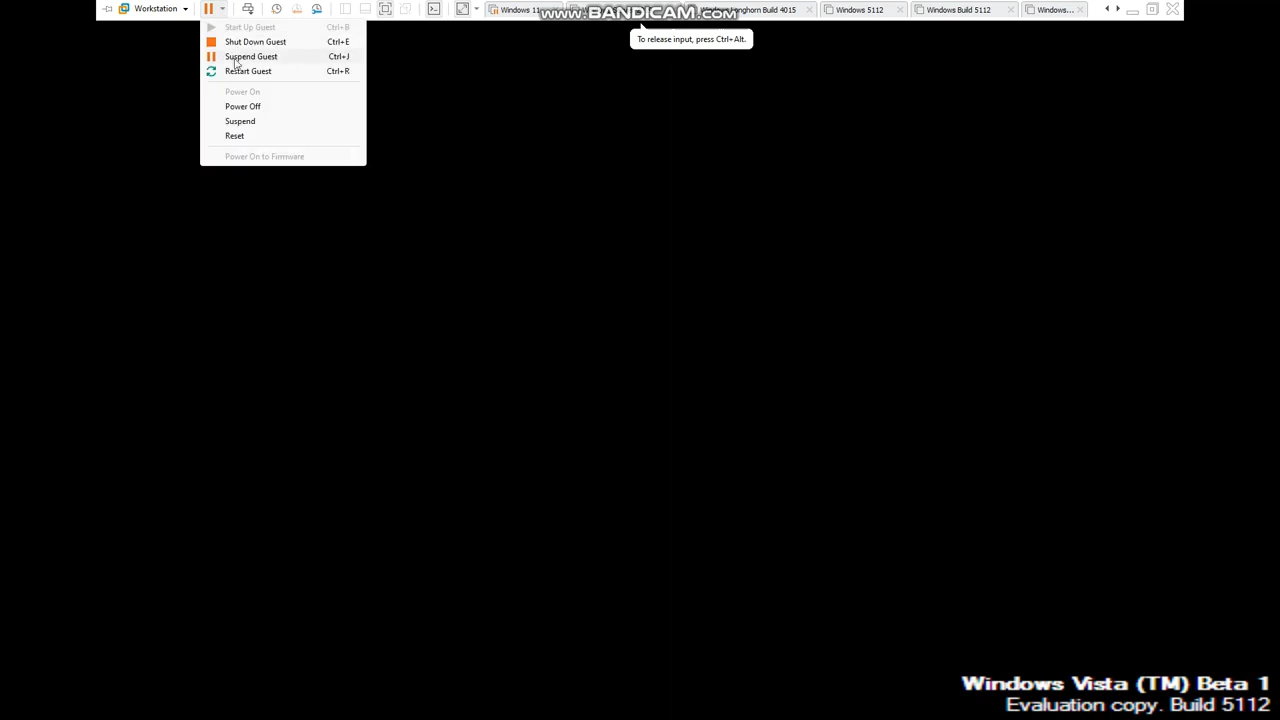 Workstation
Windows 11
WWW.BANDICAM.COM
Longhorn Build 4015
Windows 5112
Windows Build 5112
Windows...
To release input, press Ctrl+Alt.
Start Up Guest Ctrl+B
Shut Down Guest Ctrl+E
Suspend Guest Ctrl+J
Restart Guest Ctrl+R
Power On
Power Off
Suspend
Reset
Power On to Firmware
Windows Vista (TM) Beta 1
Evaluation copy. Build 5112